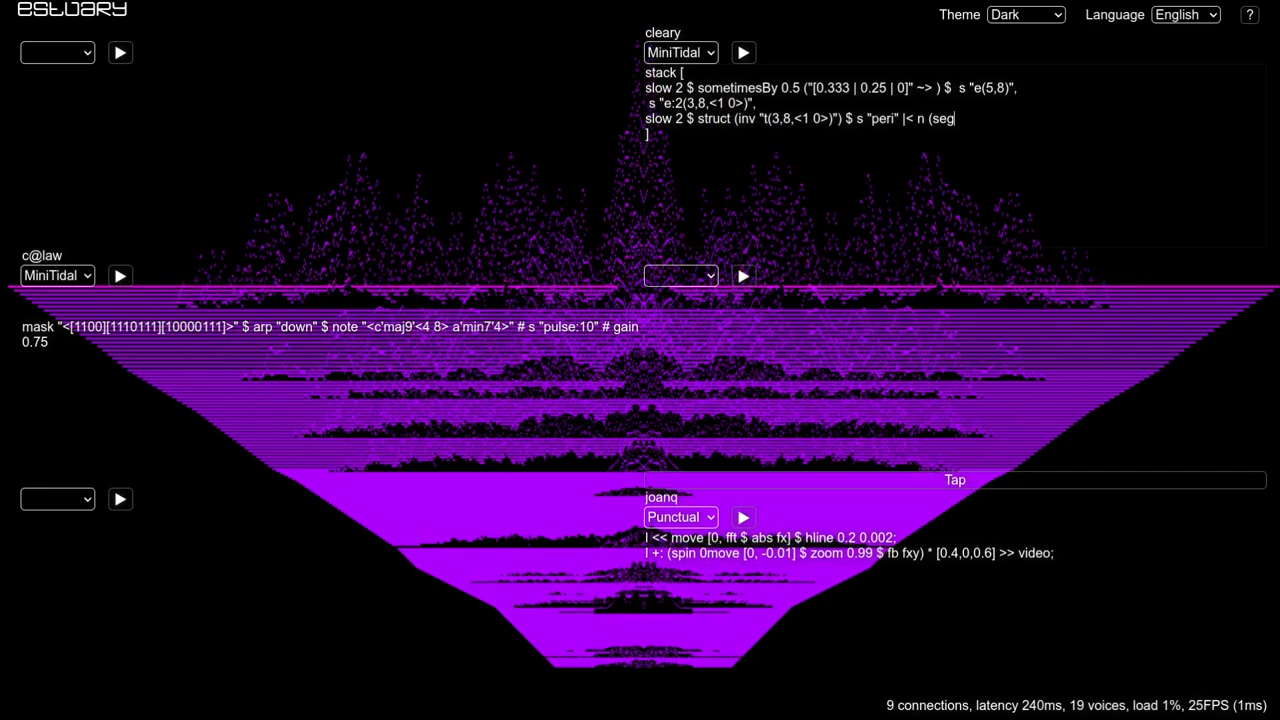 estuary
Theme Dark Language English ?
cleary
MiniTidal
stack [
slow 2 $ sometimesBy 0.5 ("[0.333 | 0.25 | 0]" ~> ) $  s "e(5,8)",
 s "e:2(3,8,<1 0>)",
slow 2 $ struct (inv "t(3,8,<1 0>)") $ s "peri" |< n (seg
]
c@law
MiniTidal
mask "<[1100][1110111][10000111]>" $ arp "down" $ note "<c'maj9'<4 8> a'min7'4>" # s "pulse:10" # gain
0.75
Tap
joanq
Punctual
l << move [0, fft $ abs fx] $ hline 0,2 0.002;
l +: (spin 0move [0, -0.01] $ zoom 0.99 $ fb fxy) * [0.4,0,0.6] >> video;
9 connections, latency 240ms, 19 voices, load 1%, 25FPS (1ms)